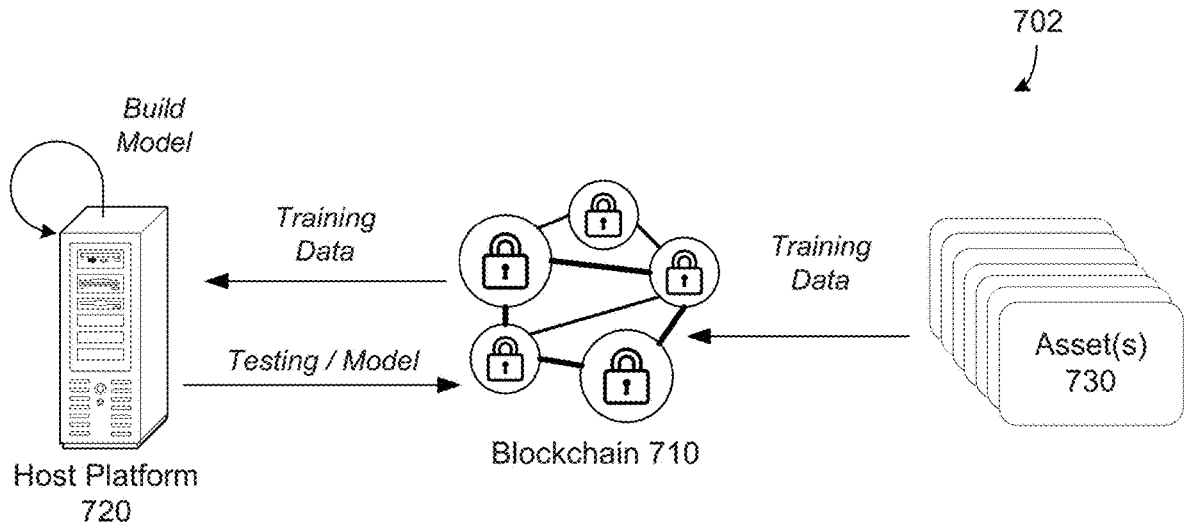 702
Build
Model
Training
Data
Training
Data
Testing / Model
Asset(s)
730
Blockchain 710
Host Platform
720